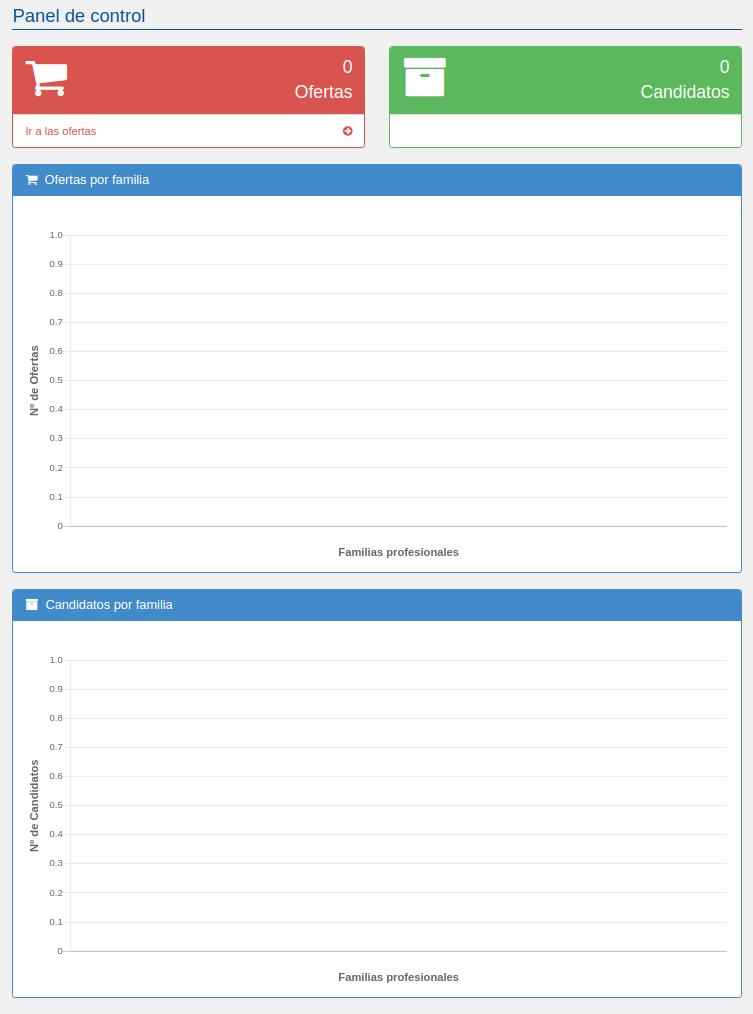 Panel de control
0
Ofertas
Ir a las ofertas
0
Candidatos
Ofertas por familia
1.0
0.9
0.8
0.7
0.6
0.5
0.4
0.3
0.2
0.1
0
Nº de Ofertas
Familias profesionales
Candidatos por familia
1.0
0.9
0.8
0.7
0.6
0.5
0.4
0.3
0.2
0.1
0
Nº de Candidatos
Familias profesionales